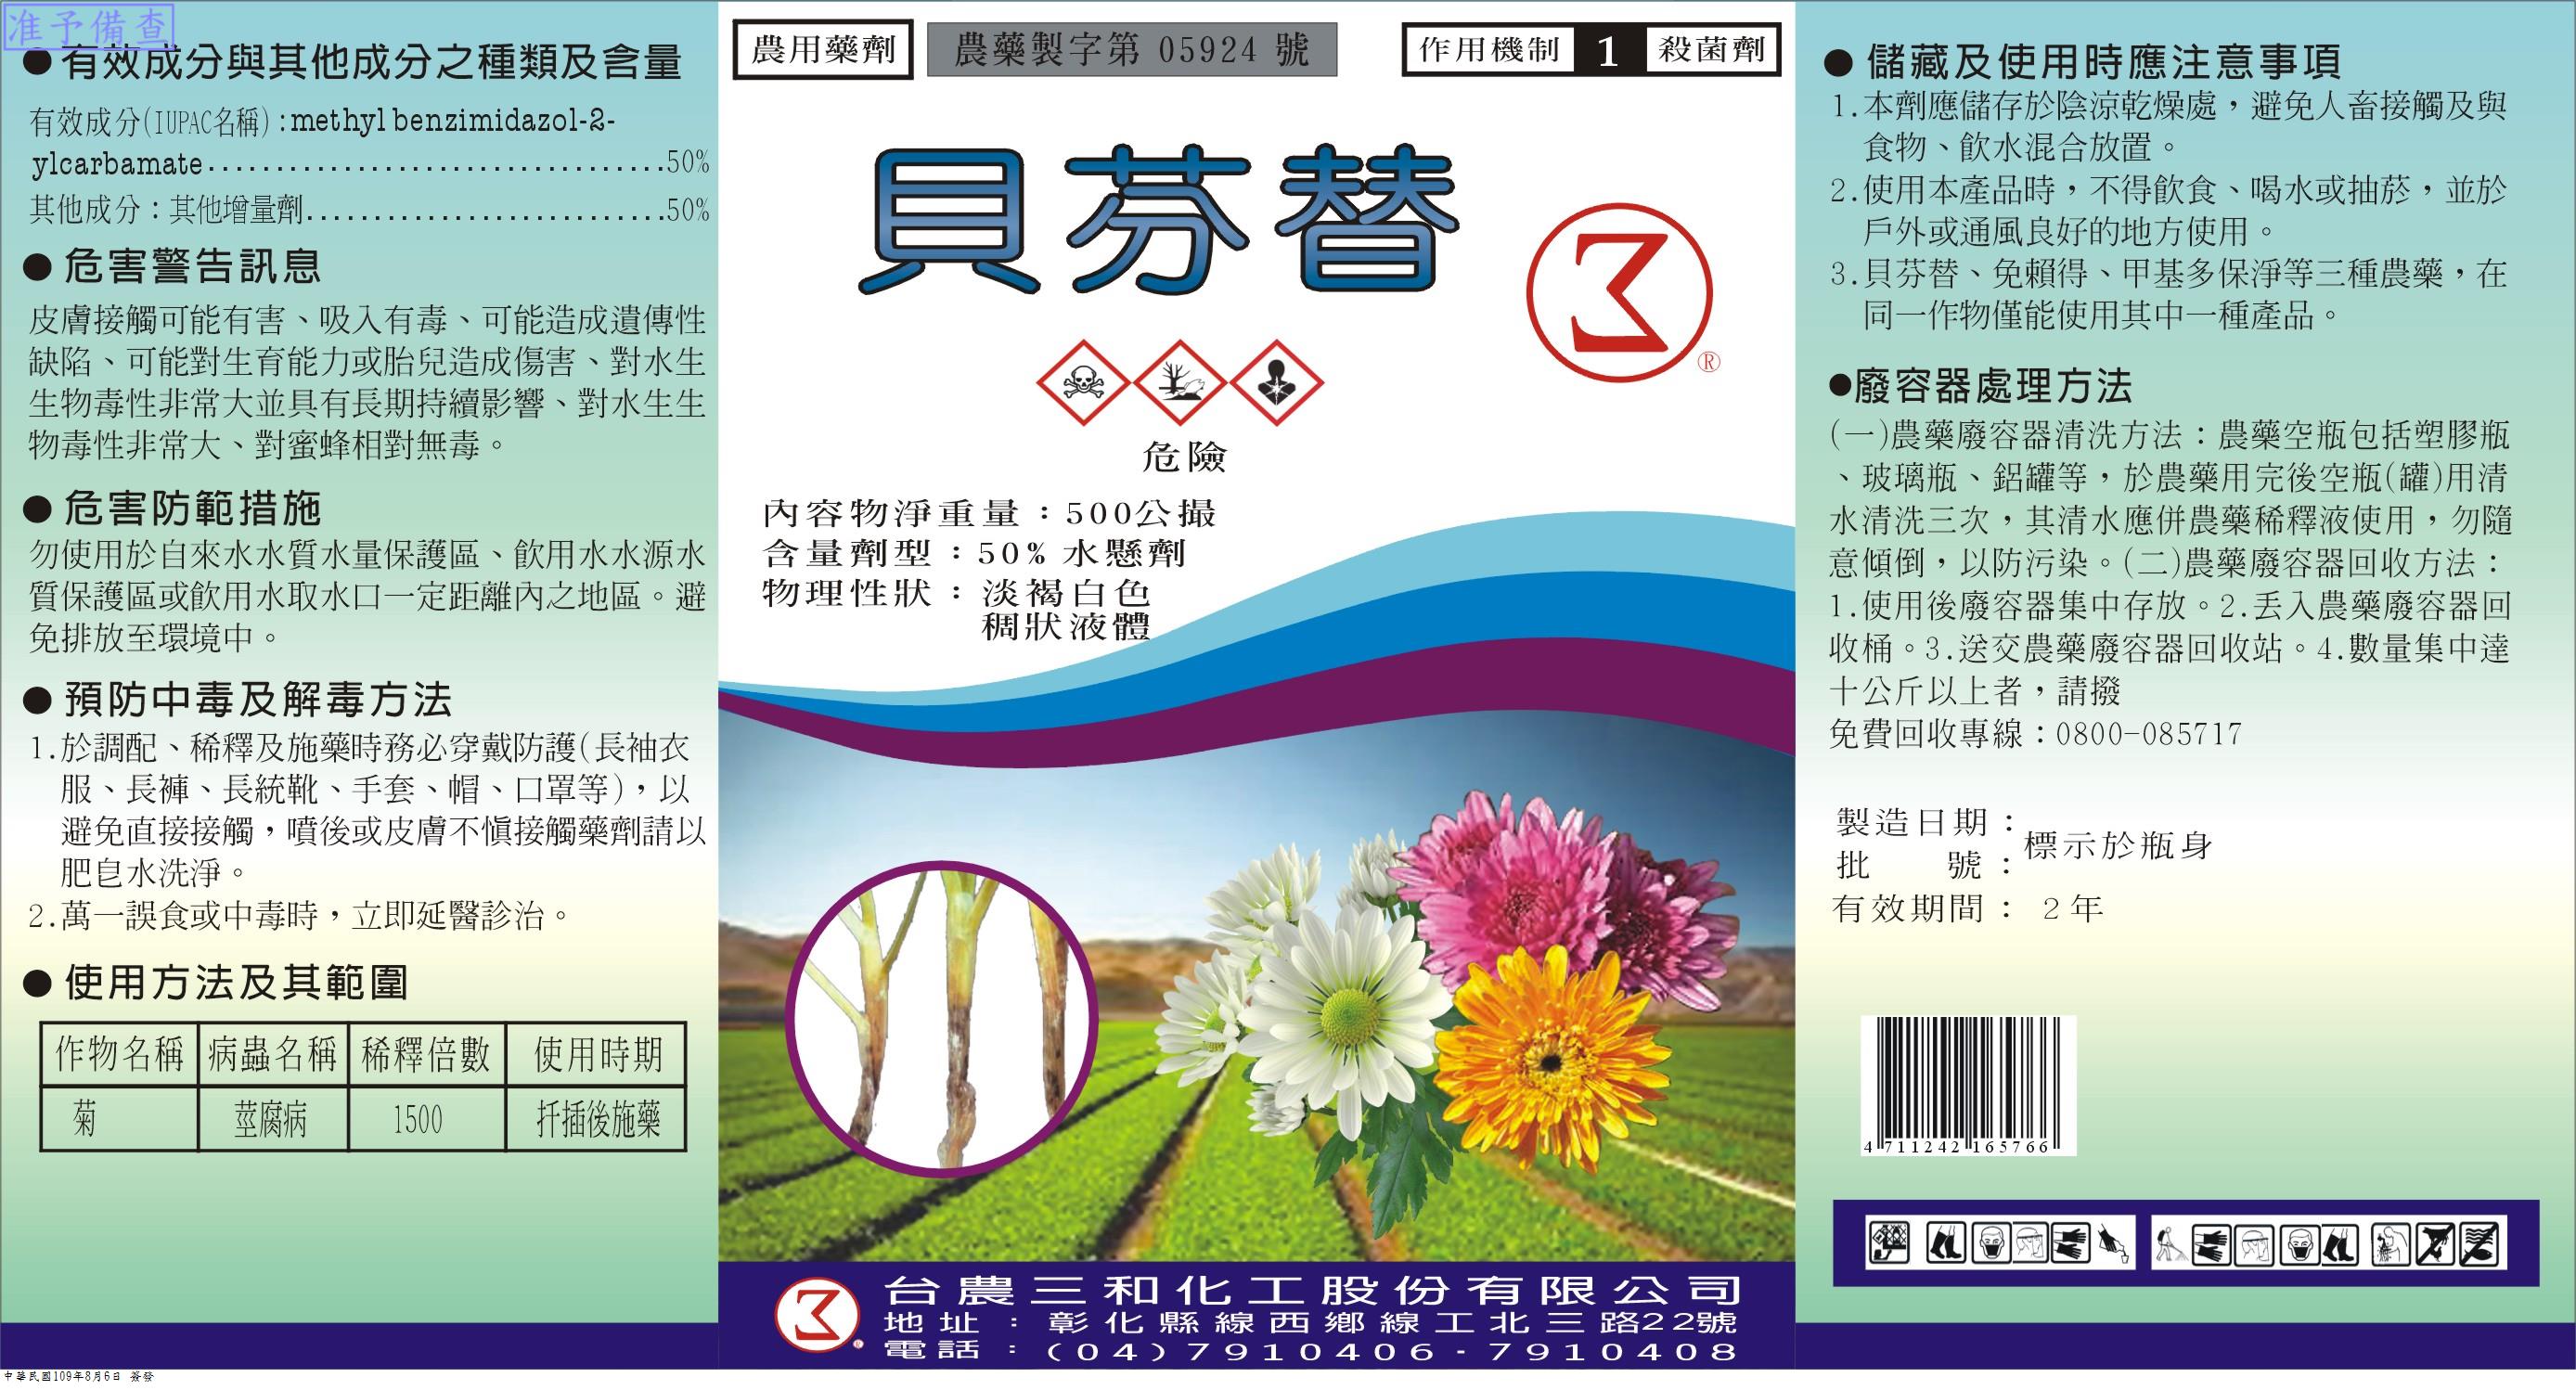 准予備查
● 有效成分與其他成分之種類及含量
有效成分(IUPAC名稱):methyl benzimidazol-2-
ylcarbamate..................................50%
其他成分：其他增量劑...........................50%
● 危害警告訊息
皮膚接觸可能有害、吸入有毒、可能造成遺傳性
缺陷、可能對生育能力或胎兒造成傷害、對水生
生物毒性非常大並具有長期持續影響、對水生生
物毒性非常大、對蜜蜂相對無毒。
● 危害防範措施
勿使用於自來水水質水量保護區、飲用水水源水
質保護區或飲用水取水口一定距離內之地區。避
免排放至環境中。
● 預防中毒及解毒方法
1.於調配、稀釋及施藥時務必穿戴防護(長袖衣
服、長褲、長統靴、手套、帽、口罩等)，以
避免直接接觸，噴後或皮膚不慎接觸藥劑請以
肥皂水洗淨。
2.萬一誤食或中毒時，立即延醫診治。
● 使用方法及其範圍
作物名稱 病蟲名稱 稀釋倍數 使用時期
菊 莖腐病 1500 扦插後施藥
中華民國109年8月6日 簽發
農用藥劑 農藥製字第 05924 號 作用機制 1 殺菌劑
貝芬替
®
危險
內容物淨重量：500公撮
含量劑型：50% 水懸劑
物理性狀：淡褐白色
稠狀液體
台農三和化工股份有限公司
地址：彰化縣線西鄉線工北三路22號
電話：(04)7910406-7910408
®
● 儲藏及使用時應注意事項
1.本劑應儲存於陰涼乾燥處，避免人畜接觸及與
食物、飲水混合放置。
2.使用本產品時，不得飲食、喝水或抽菸，並於
戶外或通風良好的地方使用。
3.貝芬替、免賴得、甲基多保淨等三種農藥，在
同一作物僅能使用其中一種產品。
●廢容器處理方法
(一)農藥廢容器清洗方法：農藥空瓶包括塑膠瓶
、玻璃瓶、鋁罐等，於農藥用完後空瓶(罐)用清
水清洗三次，其清水應併農藥稀釋液使用，勿隨
意傾倒，以防污染。(二)農藥廢容器回收方法：
1.使用後廢容器集中存放。2.丟入農藥廢容器回
收桶。3.送交農藥廢容器回收站。4.數量集中達
十公斤以上者，請撥
免費回收專線：0800-085717
製造日期：
標示於瓶身
批 號：
有效期間： 2 年
4 711242 165766